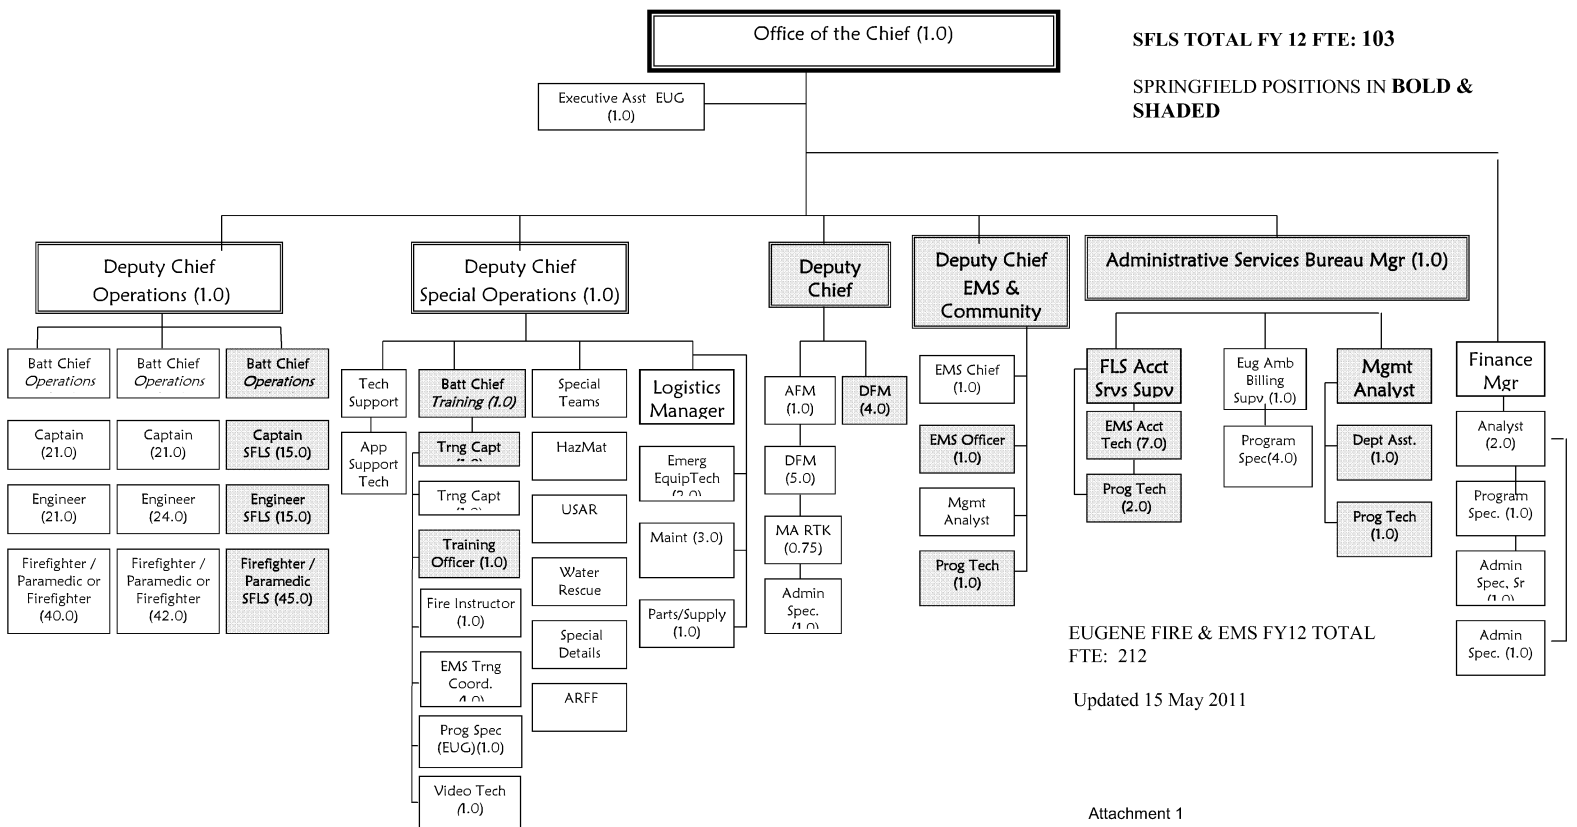 Office of the Chief (1.0)
SFLS TOTAL FY 12 FTE: 103
SPRINGFIELD POSITIONS IN BOLD &
SHADED
Executive Asst EUG
(1.0)
Deputy Chief
Operations (1.0)
Batt Chief
Operations
Batt Chief
Operations
Batt Chief
Operations
Captain
(21.0)
Captain
(21.0)
Captain
SFLS (15.0)
Engineer
(21.0)
Engineer
(24.0)
Engineer
SFLS (15.0)
Firefighter /
Paramedic or
Firefighter
(40.0)
Firefighter /
Paramedic or
Firefighter
(42.0)
Firefighter /
Paramedic
SFLS (45.0)
Deputy Chief
Special Operations (1.0)
Tech
Support
App
Support
Tech
Batt Chief
Training (1.0)
Trng Capt
Trng Capt
Training
Officer (1.0)
Fire Instructor
(1.0)
EMS Trng
Coord.
Prog Spec
(EUG)(1.0)
Video Tech
(1.0)
Special
Teams
HazMat
USAR
Water
Rescue
Special
Details
ARFF
Logistics
Manager
Emerg
EquipTech
(2.0)
Maint (3.0)
Parts/Supply
(1.0)
Deputy
Chief
AFM
(1.0)
DFM
(4.0)
DFM
(5.0)
MA RTK
(0.75)
Admin
Spec.
(1.0)
Deputy Chief
EMS &
Community
EMS Chief
(1.0)
EMS Officer
(1.0)
Mgmt
Analyst
Prog Tech
(1.0)
Administrative Services Bureau Mgr (1.0)
FLS Acct
Srvs Supv
EMS Acct
Tech (7.0)
Prog Tech
(2.0)
Eug Amb
Billing
Supv (1.0)
Program
Spec(4.0)
Mgmt
Analyst
Dept Asst.
(1.0)
Prog Tech
(1.0)
Finance
Mgr
Analyst
(2.0)
Program
Spec. (1.0)
Admin
Spec, Sr
(1.0)
Admin
Spec. (1.0)
EUGENE FIRE & EMS FY12 TOTAL
FTE: 212
Updated 15 May 2011
Attachment 1